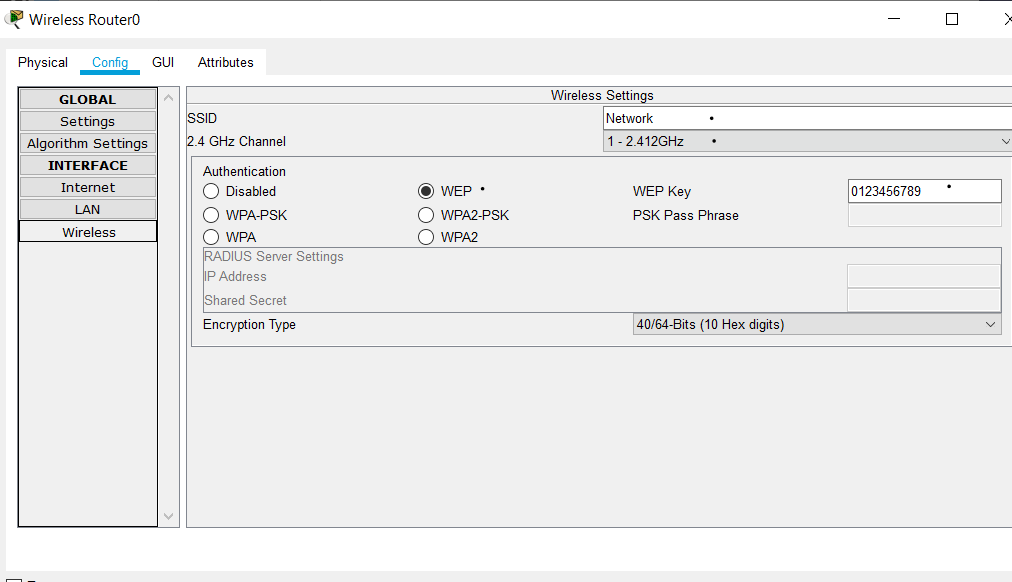 Wireless Router0
Physical Config GUI Attributes
GLOBAL
Settings
Algorithm Settings
INTERFACE
Internet
LAN
Wireless
Wireless Settings
SSID Network
2.4 GHz Channel 1 - 2.412GHz
Authentication
Disabled WEP WEP Key 0123456789
WPA-PSK WPA2-PSK PSK Pass Phrase
WPA WPA2
RADIUS Server Settings
IP Address
Shared Secret
Encryption Type 40/64-Bits (10 Hex digits)